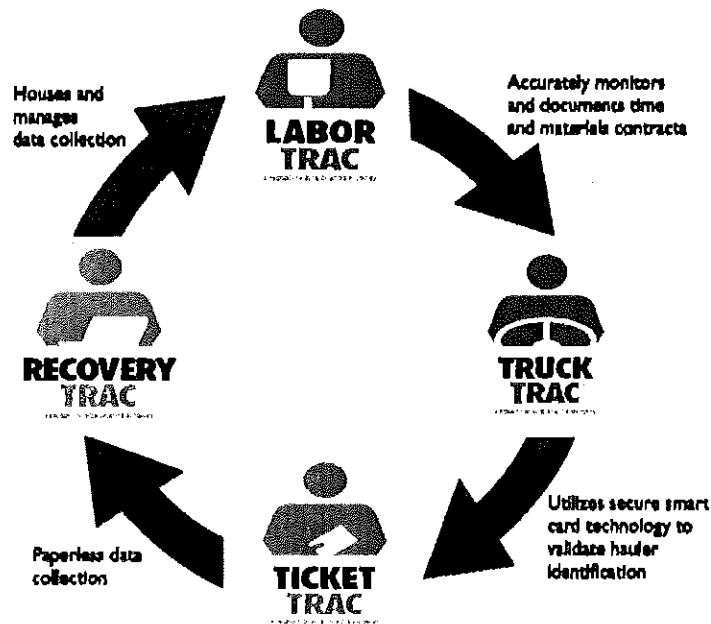 Houses and
manages
data collection
LABOR
TRAC
Accurately monitors
and documents time
and materials contracts
RECOVERY
TRAC
TRUCK
TRAC
Paperless data
collection
TICKET
TRAC
Utilizes secure smart
card technology to
validate hauler
identification